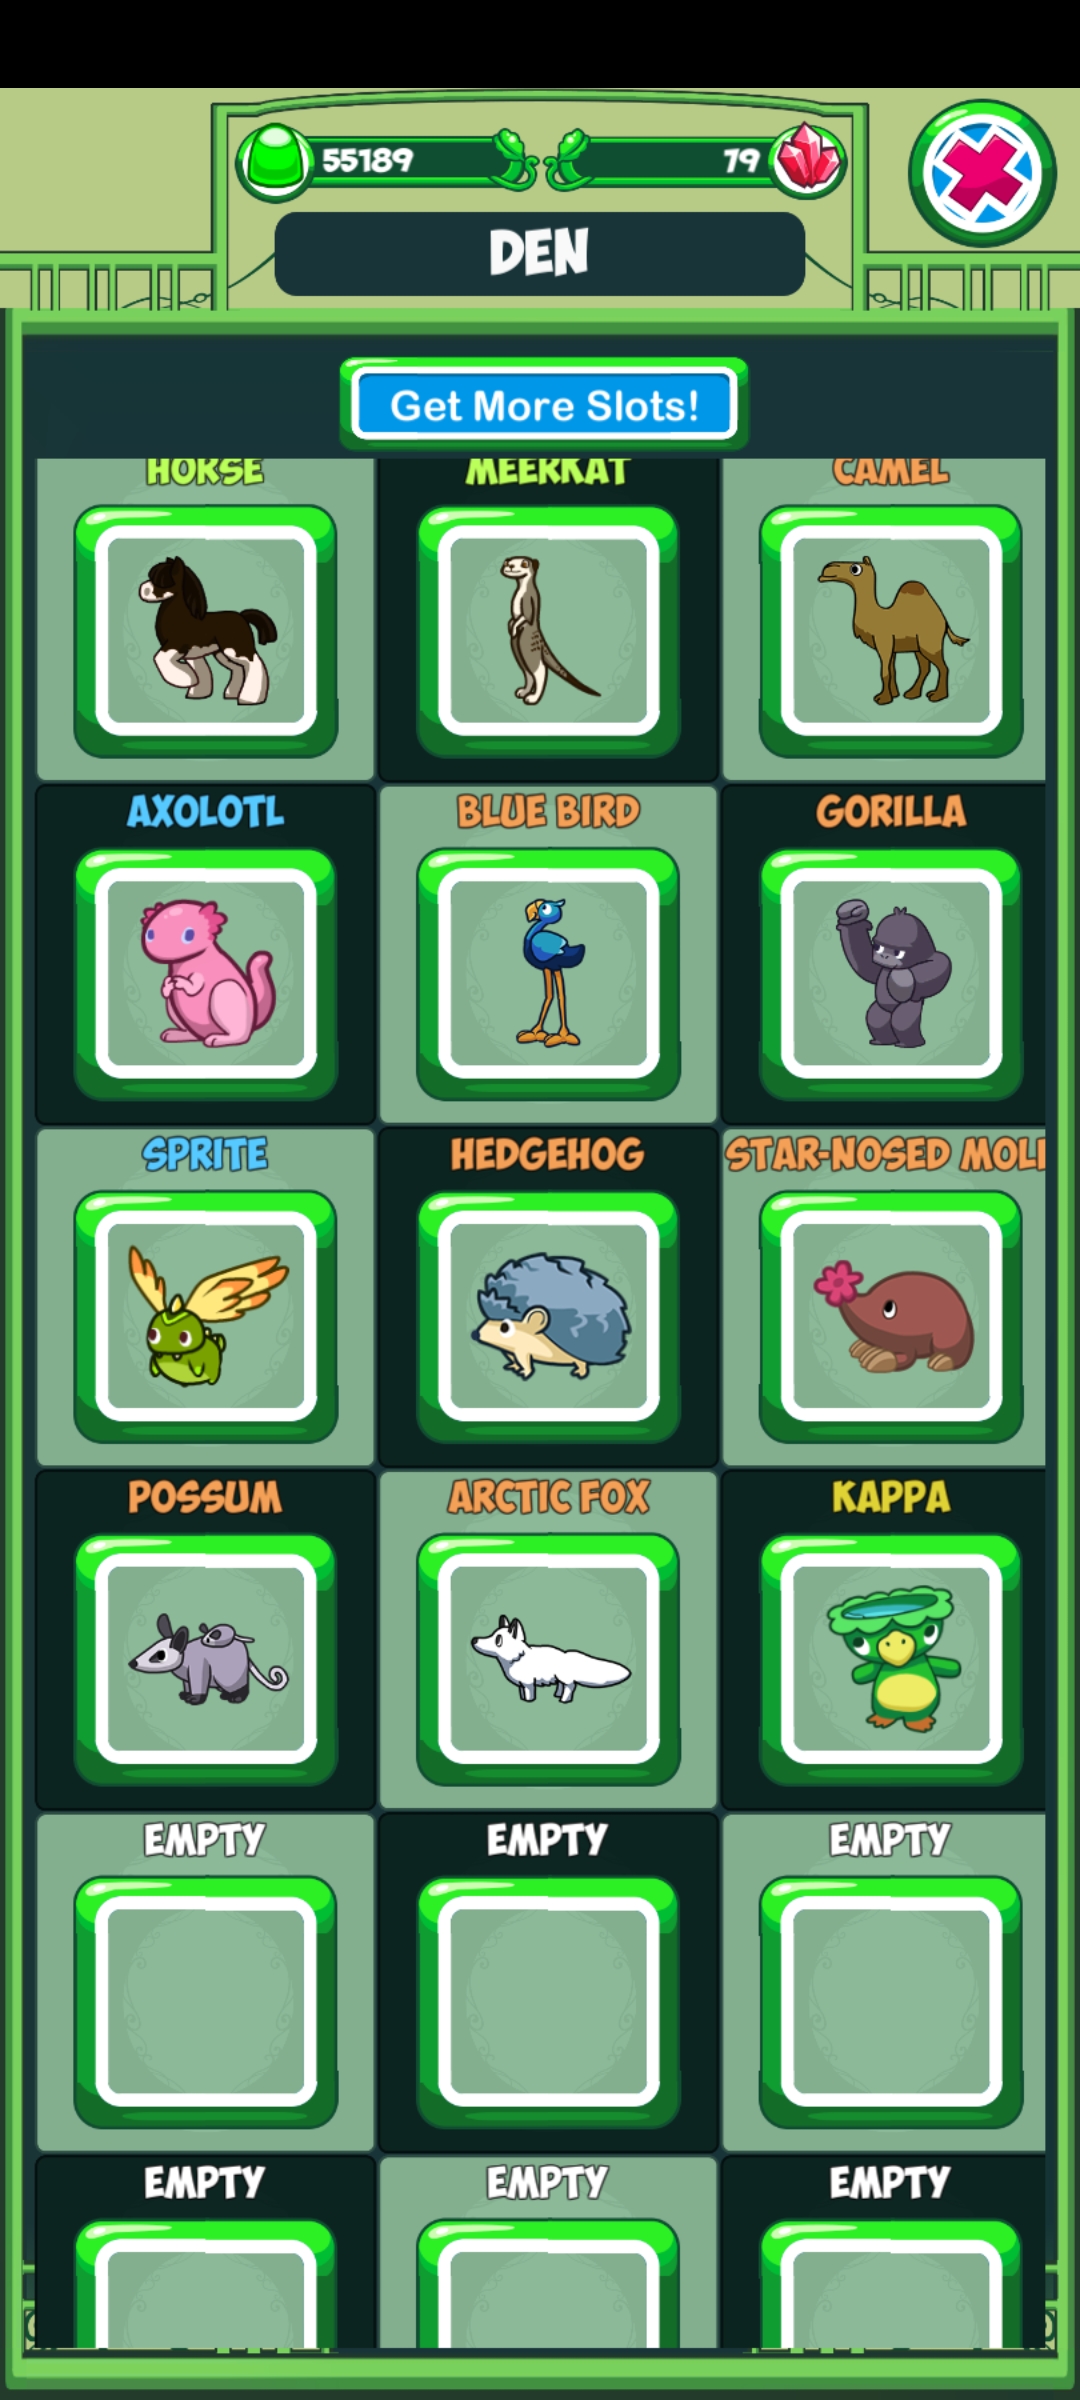 55189
79
DEN
Get More Slots!
HORSE
MEERKAT
CAMEL
AXOLOTL
BLUE BIRD
GORILLA
SPRITE
HEDGEHOG
STAR-NOSED MOLE
POSSUM
ARCTIC FOX
KAPPA
EMPTY
EMPTY
EMPTY
EMPTY
EMPTY
EMPTY